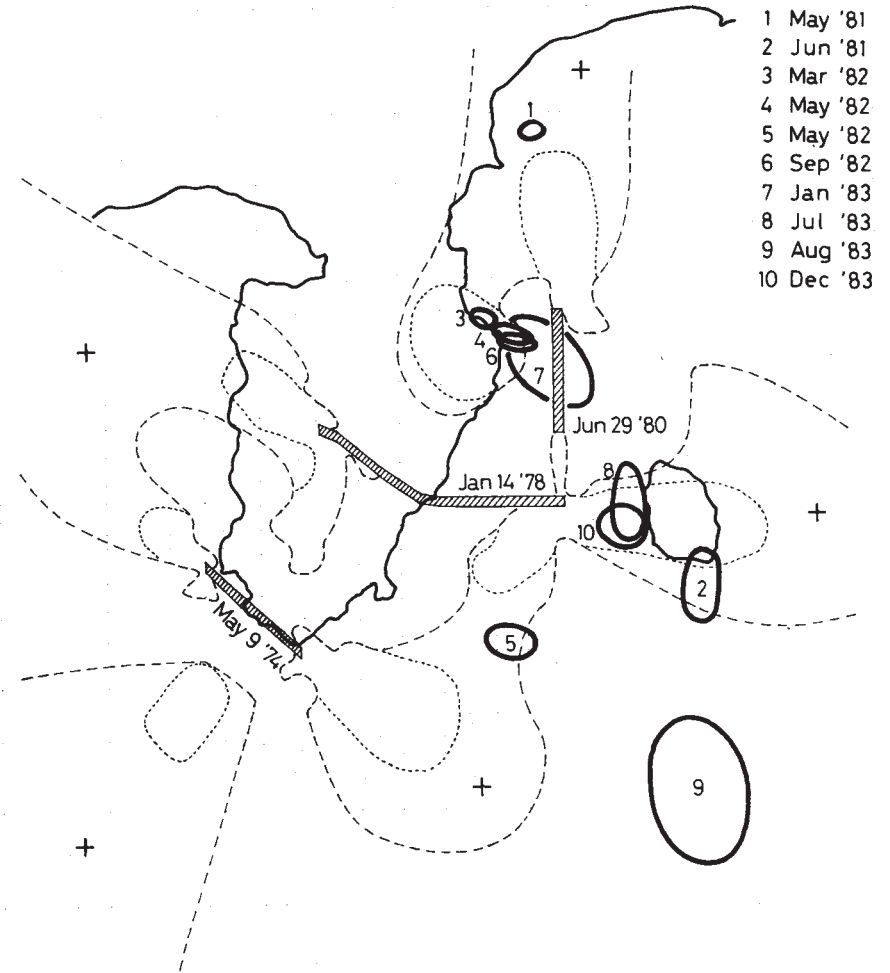 1 May '81
2 Jun '81
3 Mar '82
4 May '82
5 May '82
6 Sep '82
7 Jan '83
8 Jul '83
9 Aug '83
10 Dec '83
1
3
4
6
7
Jun 29 '80
Jan 14 '78
8
10
2
May 9 '74
5
9